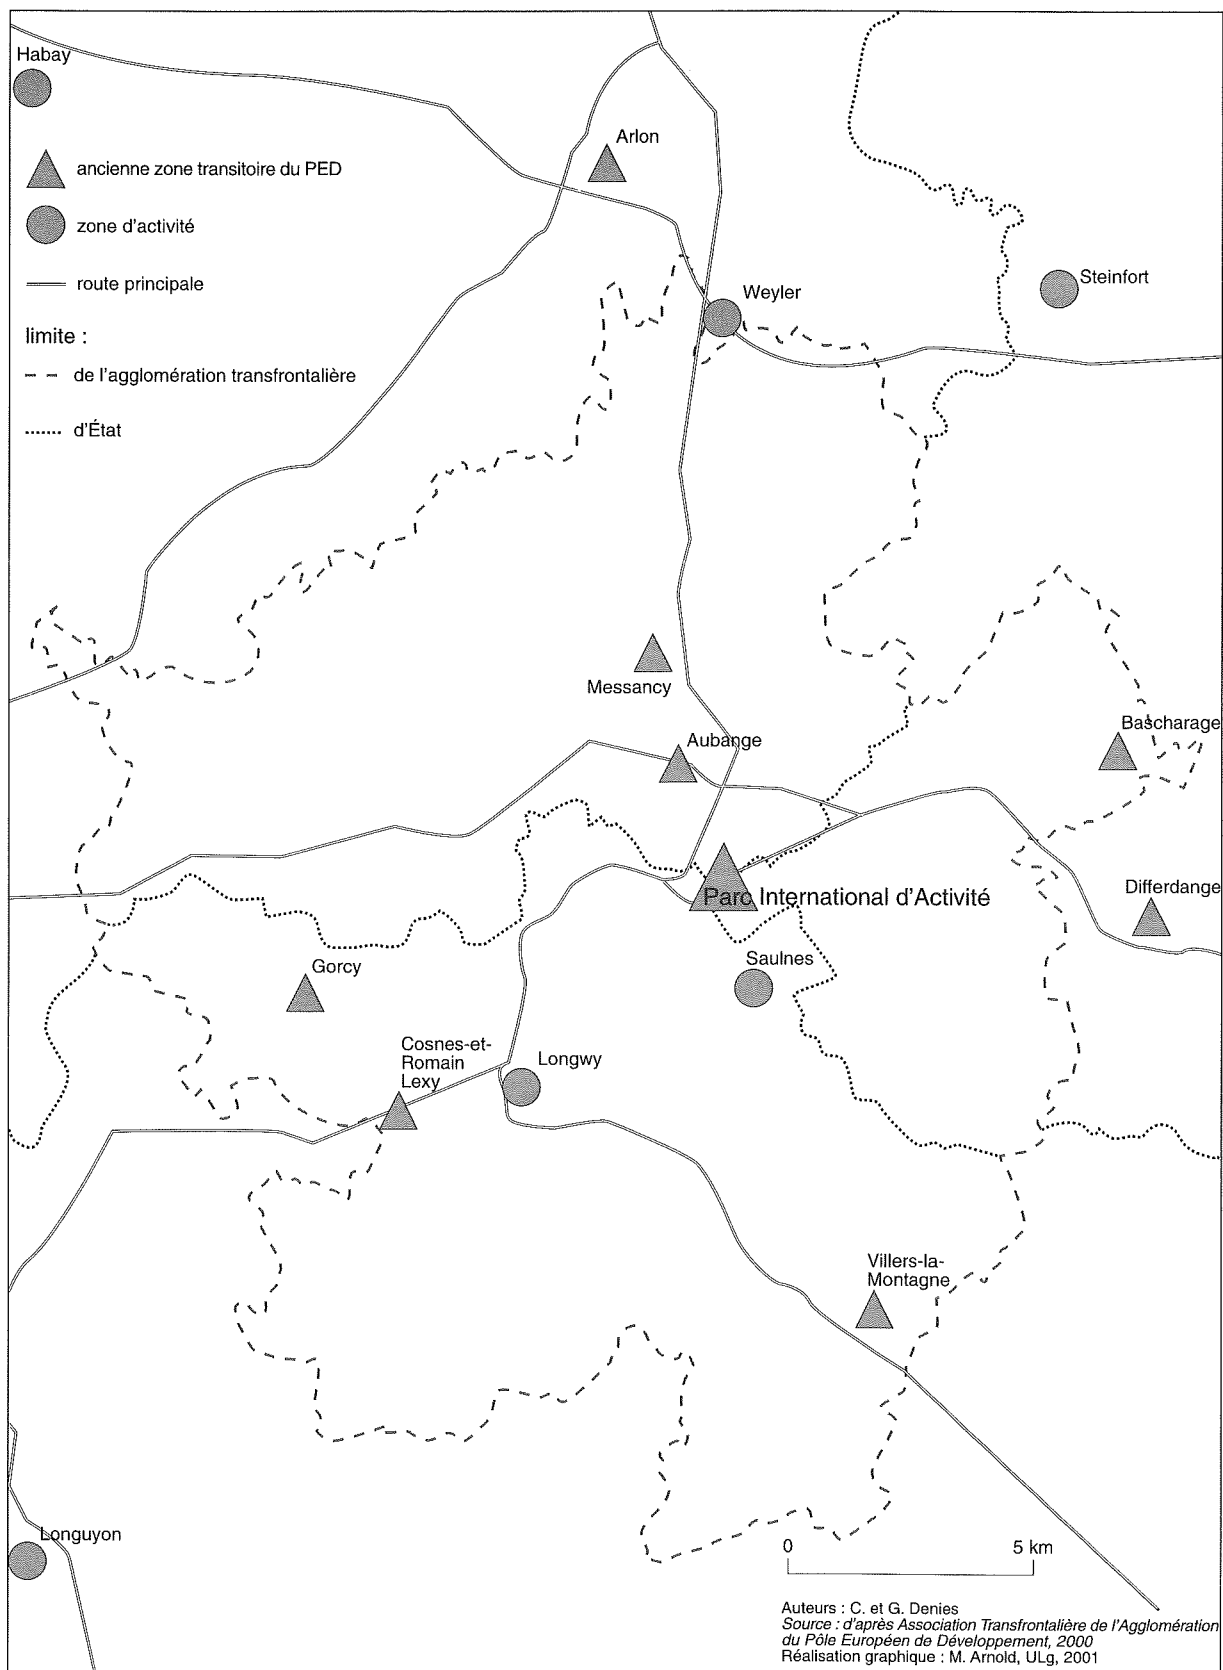 Habay
Arlon
ancienne zone transitoire du PED
zone d'activité
Steinfort
route principale
Weyler
limite :
de l'agglomération transfrontalière
d'État
Messancy
Bascharage
Aubange
Differdange
Parc International d'Activité
Saulnes
Gorcy
Cosnes-et-
Romain
Lexy
Longwy
Villers-la-
Montagne
Longuyon
0 5 km
Auteurs : C. et G. Denies
Source : d'après Association Transfrontalière de l'Agglomération
du Pôle Européen de Développement, 2000
Réalisation graphique : M. Arnold, ULg, 2001